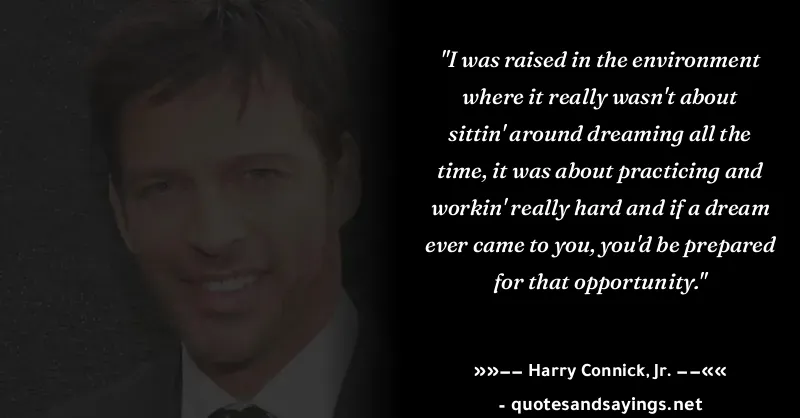 "I was raised in the environment
where it really wasn't about
sittin' around dreaming all the
time, it was about practicing and
workin' really hard and if a dream
ever came to you, you'd be prepared
for that opportunity."
»»–– Harry Connick, Jr. ––««
- quotesandsayings.net